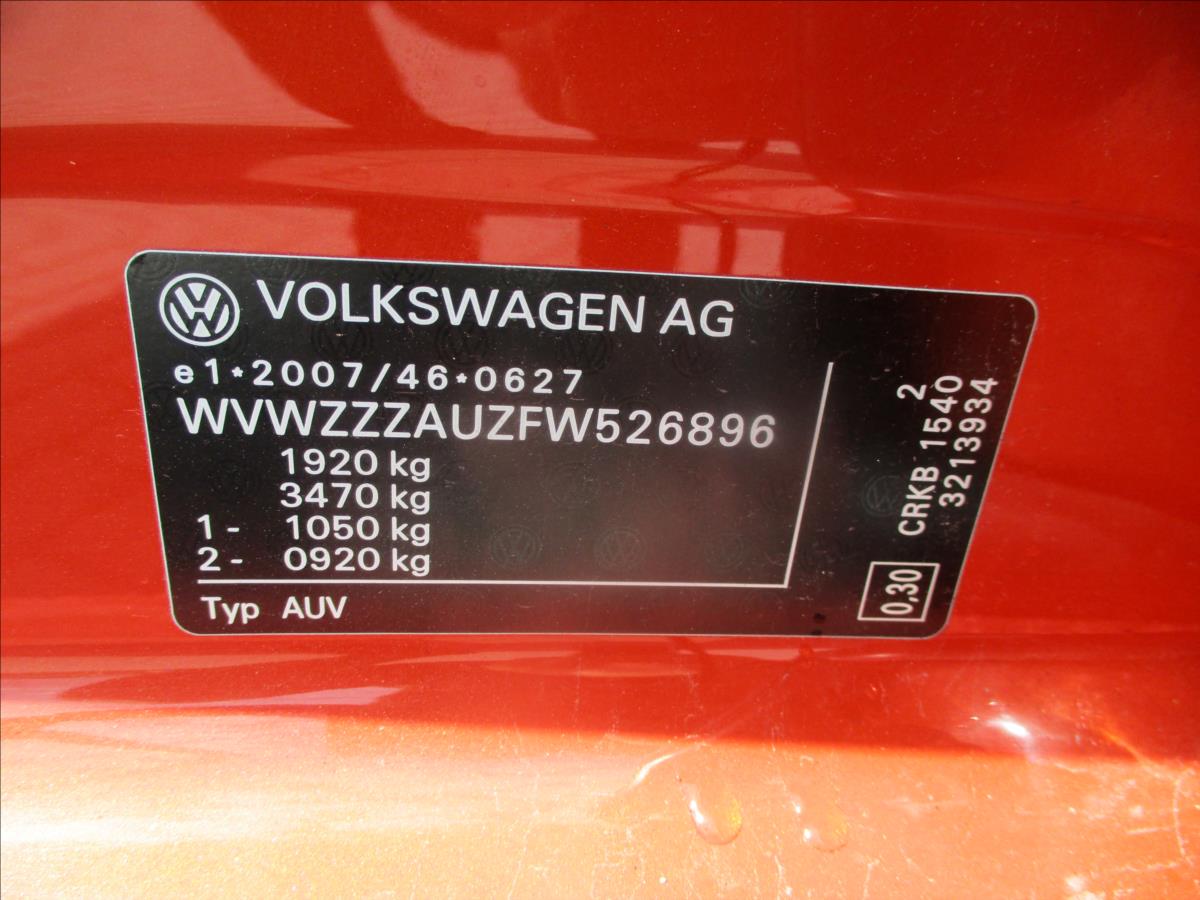 VOLKSWAGEN AG
e1*2007/46*0627
WVWZZZAUZFW526896
1920 kg
3470 kg
1- 1050 kg
2- 0920 kg
Typ AUV
2
CRKB 1540
3213934
0,30